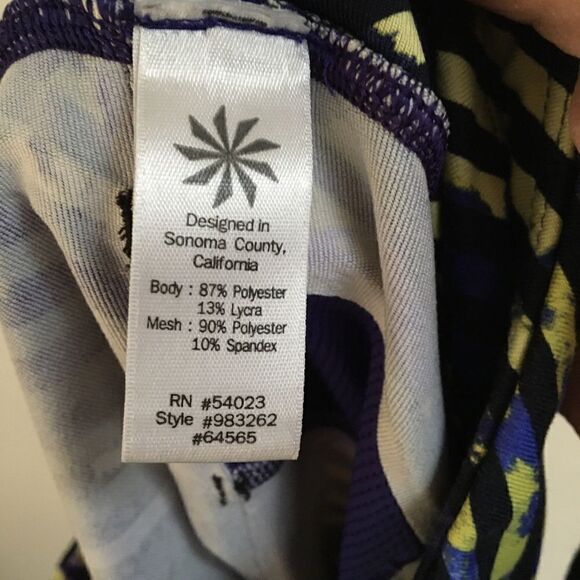 Designed in
Sonoma County,
California
Body : 87% Polyester
13% Lycra
Mesh : 90% Polyester
10% Spandex
RN #54023
Style #983262
#64565